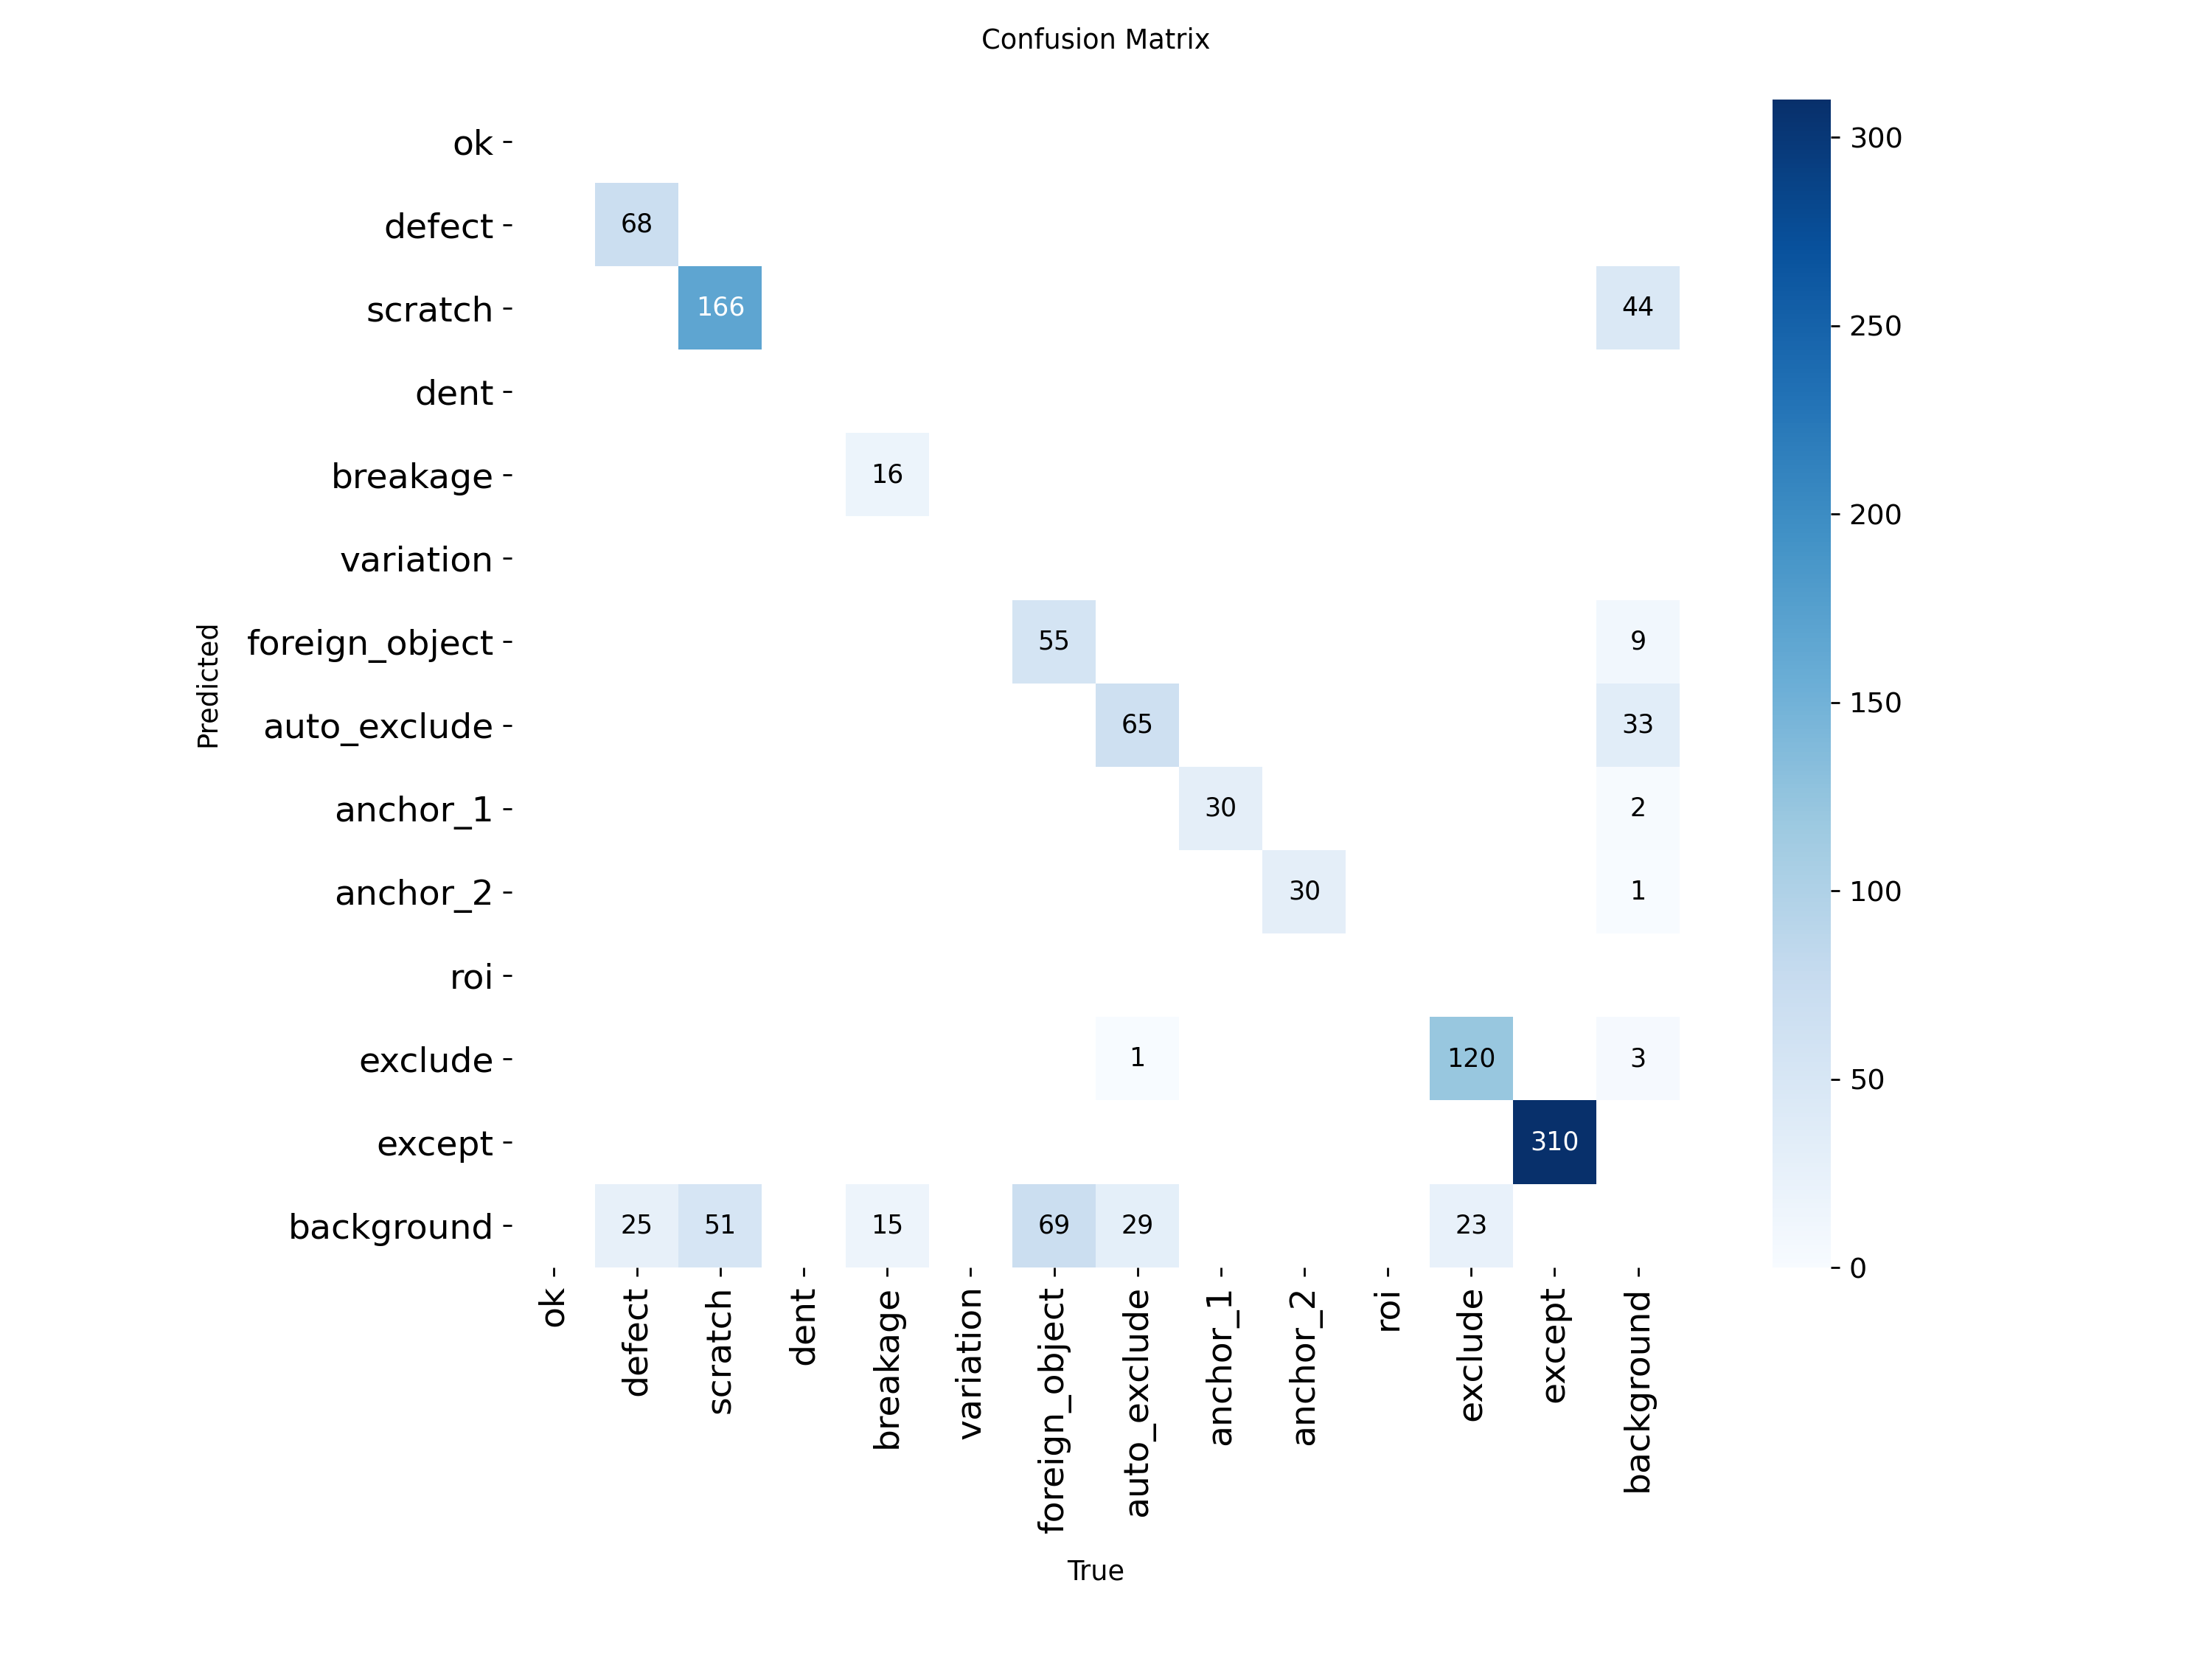 Confusion Matrix
Predicted
ok
defect 68
scratch 166 44
dent
breakage 16
variation
foreign_object 55 9
auto_exclude 65 33
anchor_1 30 2
anchor_2 30 1
roi
exclude 1 120 3
except 310
background 25 51 15 69 29 23
ok defect scratch dent breakage variation foreign_object auto_exclude anchor_1 anchor_2 roi exclude except background
True
300
250
200
150
100
50
0